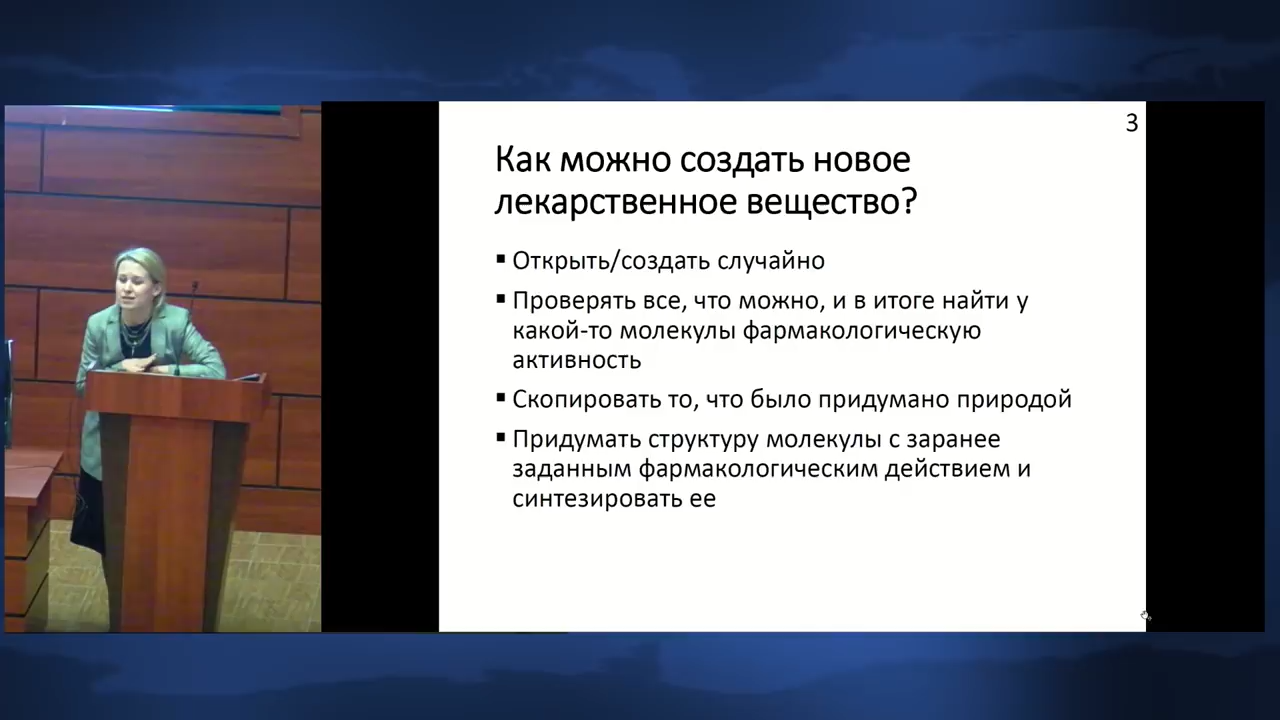 3
Как можно создать новое
лекарственное вещество?
▪ Открыть/создать случайно
▪ Проверять все, что можно, и в итоге найти у
какой-то молекулы фармакологическую
активность
▪ Скопировать то, что было придумано природой
▪ Придумать структуру молекулы с заранее
заданным фармакологическим действием и
синтезировать ее